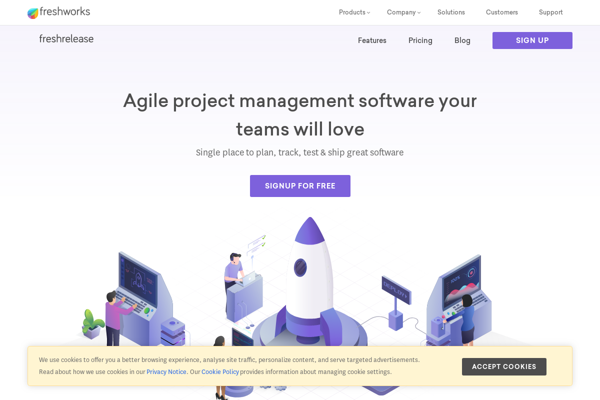 freshworks
Products
Company
Solutions
Customers
Support
freshrelease
Features
Pricing
Blog
SIGN UP
Agile project management software your
teams will love
Single place to plan, track, test & ship great software
SIGNUP FOR FREE
DEPLOY
We use cookies to offer you a better browsing experience, analyse site traffic, personalize content, and serve targeted advertisements.
Read about how we use cookies in our Privacy Notice. Our Cookie Policy provides information about managing cookie settings.
ACCEPT COOKIES